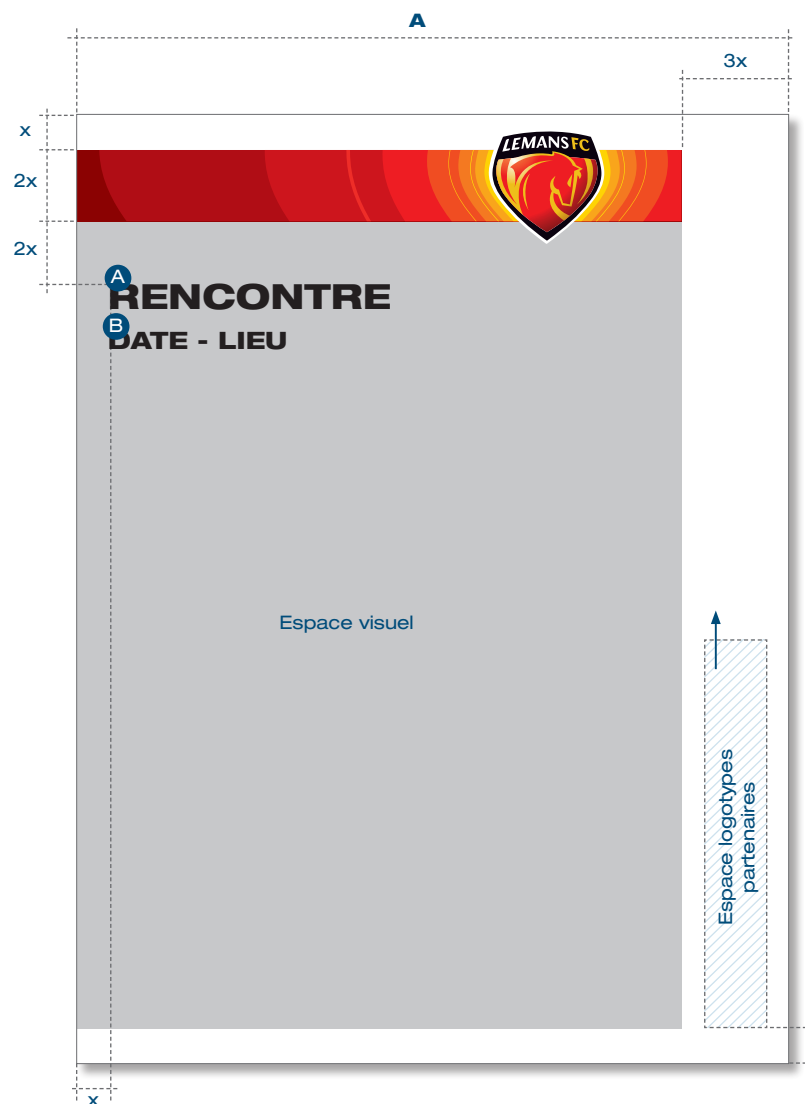 A
3x
x
LEMANS FC
2x
2x
A
RENCONTRE
B
DATE - LIEU
Espace visuel
Espace logotypes
partenaires
x